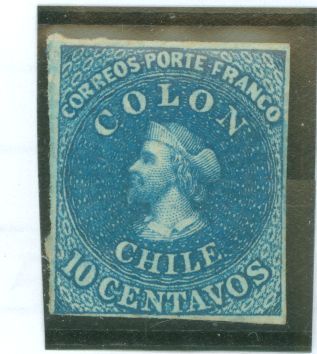 CORREOS·PORTE·FRANCO
COLON
CHILE
10 CENTAVOS